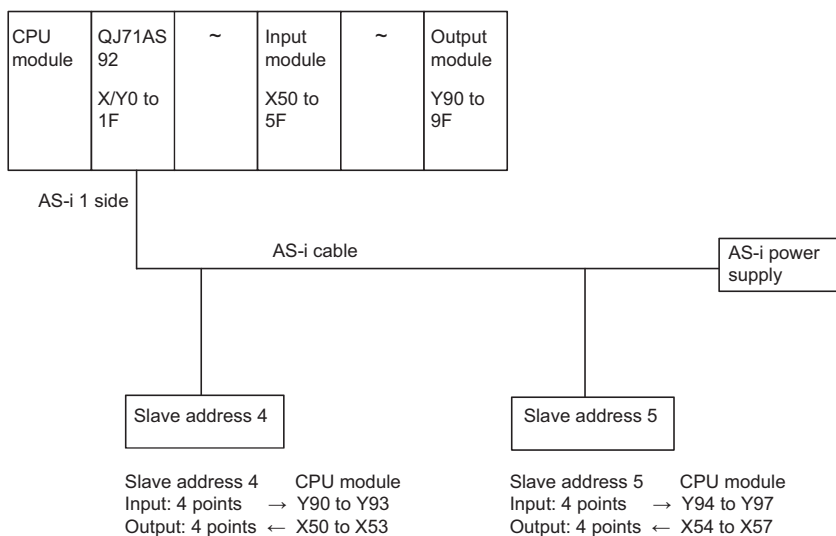 CPU module
QJ71AS 92
X/Y0 to 1F
~
Input module
X50 to 5F
~
Output module
Y90 to 9F
AS-i 1 side
AS-i cable
AS-i power supply
Slave address 4
Slave address 5
Slave address 4 CPU module
Input: 4 points → Y90 to Y93
Output: 4 points ← X50 to X53
Slave address 5 CPU module
Input: 4 points → Y94 to Y97
Output: 4 points ← X54 to X57